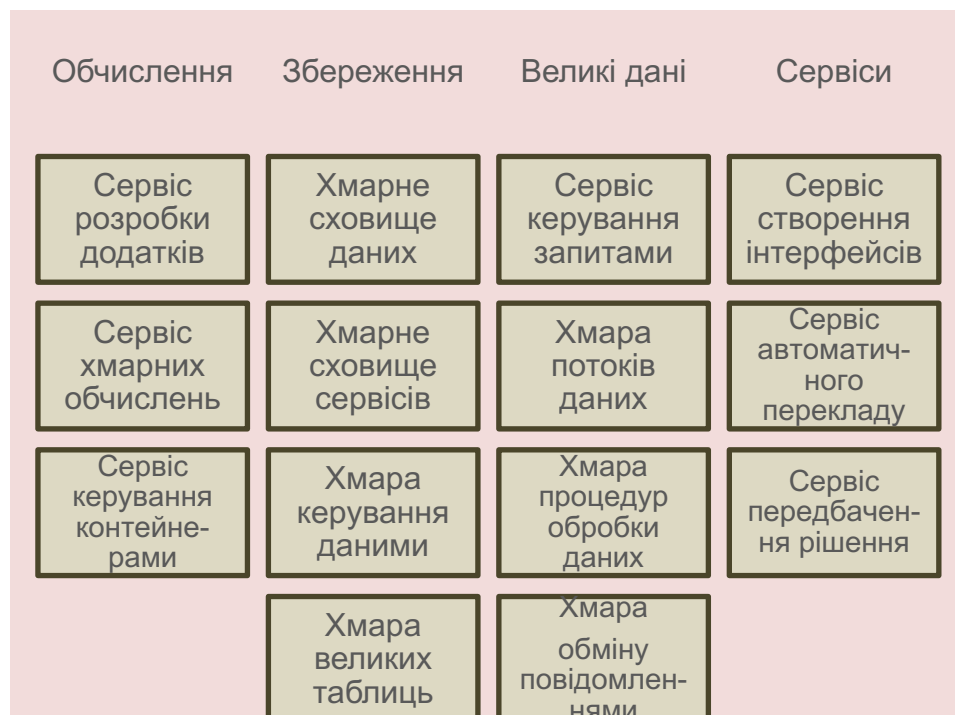 Обчислення
Збереження
Великі дані
Сервіси
Сервіс
розробки
додатків
Хмарне
сховище
даних
Сервіс
керування
запитами
Сервіс
створення
інтерфейсів
Сервіс
хмарних
обчислень
Хмарне
сховище
сервісів
Хмара
потоків
даних
Сервіс
автоматич-
ного
перекладу
Сервіс
керування
контейне-
рами
Хмара
керування
даними
Хмара
процедур
обробки
даних
Сервіс
передбачен-
ня рішення
Хмара
великих
таблиць
Хмара
обміну
повідомлен-
нями